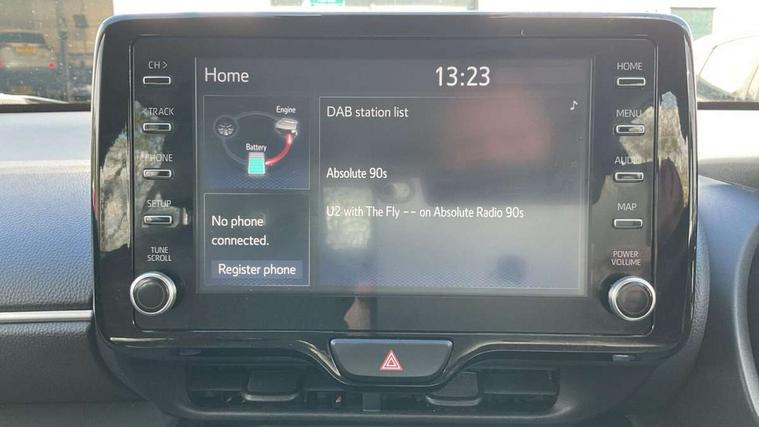 CH >
TRACK
PHONE
SETUP
TUNE
SCROLL
Home
13:23
Engine
Battery
No phone
connected.
Register phone
DAB station list
Absolute 90s
U2 with The Fly -- on Absolute Radio 90s
HOME
MENU
AUDIO
MAP
POWER
VOLUME